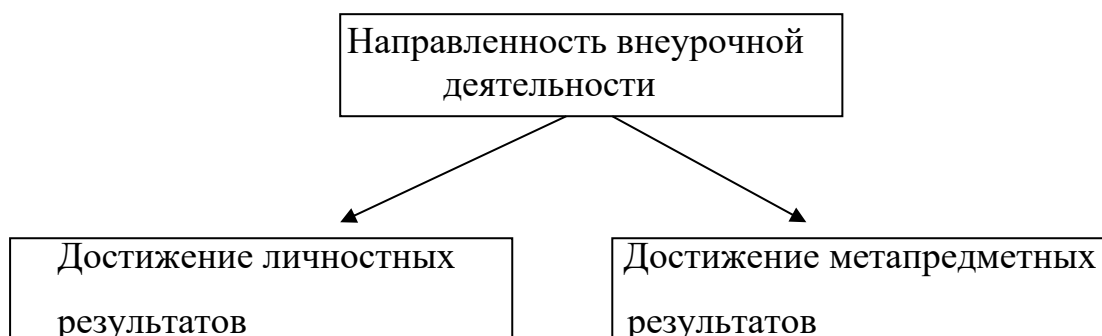 Направленность внеурочной
деятельности
Достижение личностных
результатов
Достижение метапредметных
результатов